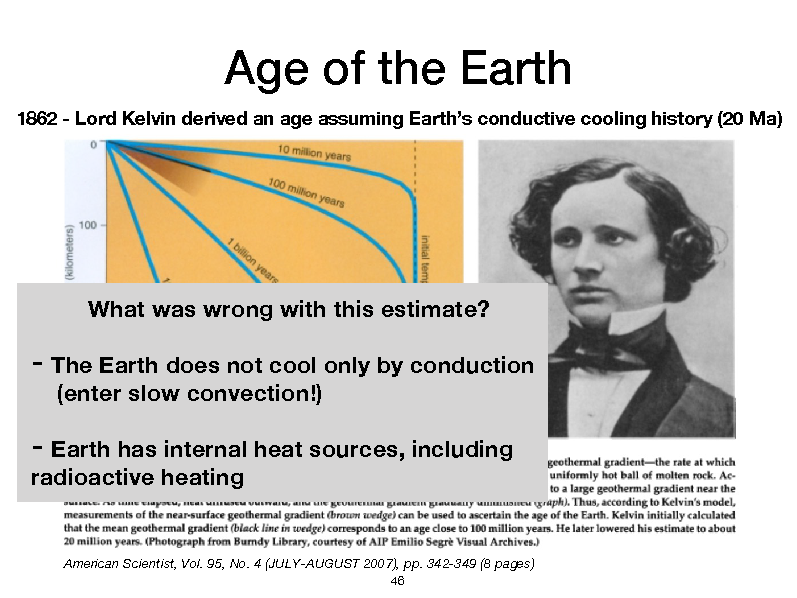 Age of the Earth
1862 - Lord Kelvin derived an age assuming Earth's conductive cooling history (20 Ma)
0
10 million years
100 million years
100
1 billion years
(kilometers)
initial tem
What was wrong with this estimate?
- The Earth does not cool only by conduction
(enter slow convection!)
- Earth has internal heat sources, including
radioactive heating
geothermal gradient—the rate at which
uniformly hot ball of molten rock. Ac-
to a large geothermal gradient near the
surface. As time elapsed, heat diffused outward, and the geothermal gradient gradually diminished (graph). Thus, according to Kelvin's model,
measurements of the near-surface geothermal gradient (brown wedge) can be used to ascertain the age of the Earth. Kelvin initially calculated
that the mean geothermal gradient (black line in wedge) corresponds to an age close to 100 million years. He later lowered his estimate to about
20 million years. (Photograph from Burndy Library, courtesy of AIP Emilio Segrè Visual Archives.)
American Scientist, Vol. 95, No. 4 (JULY-AUGUST 2007), pp. 342-349 (8 pages)
46